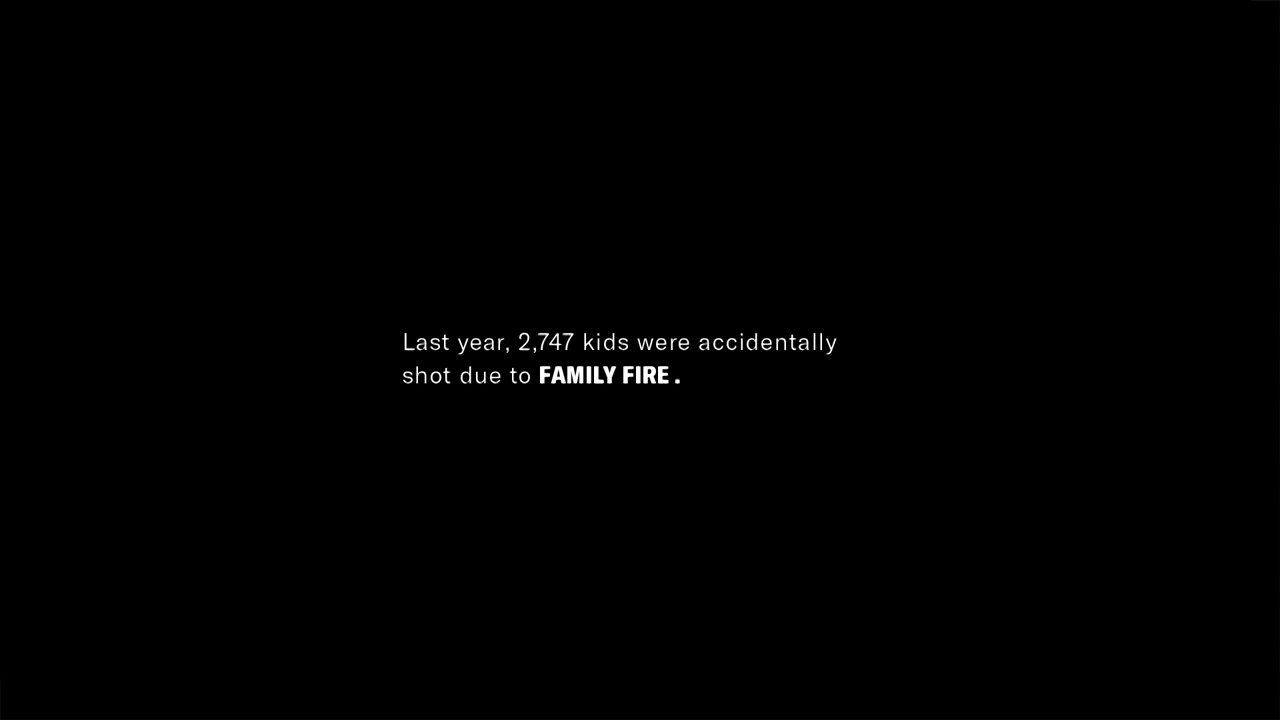 Last year, 2,747 kids were accidentally
shot due to FAMILY FIRE .